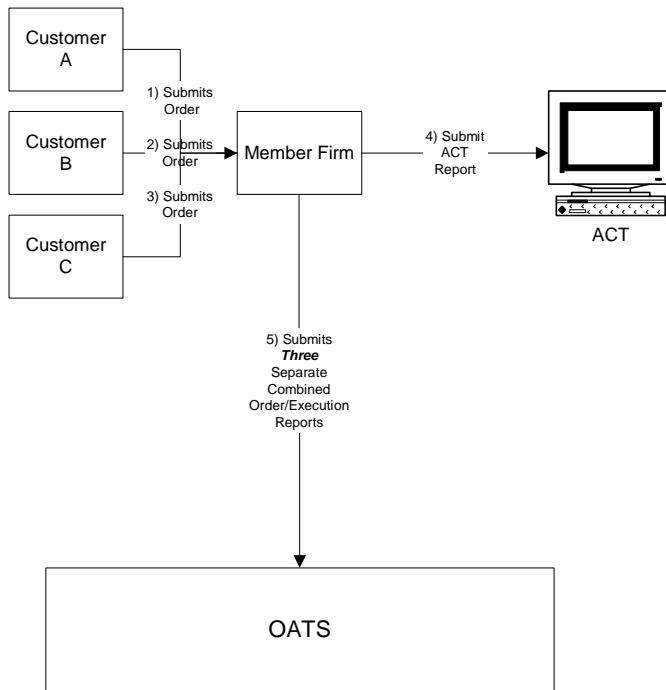 Customer
A
1) Submits
Order
Customer
B
2) Submits
Order
3) Submits
Order
Customer
C
Member Firm
4) Submit
ACT
Report
ACT
5) Submits
Three
Separate
Combined
Order/Execution
Reports
OATS